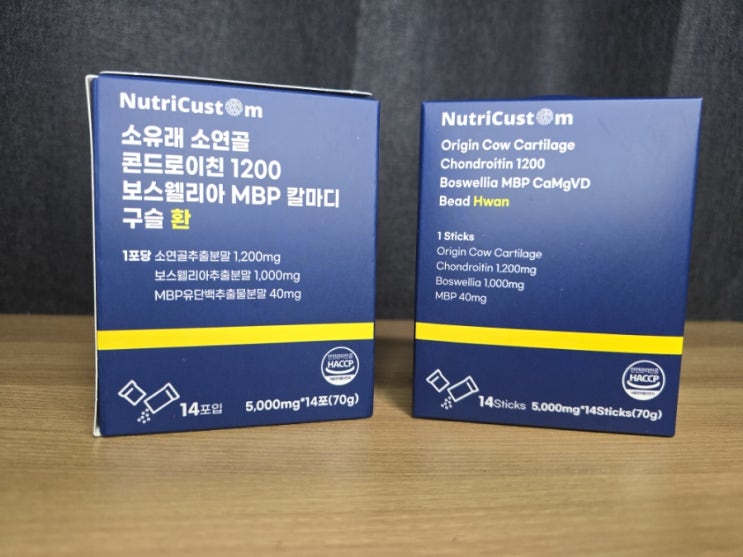 NutriCustom
소유래 소연골
콘드로이친 1200
보스웰리아 MBP 칼마디
구슬 환
1포당 소연골추출분말 1,200mg
보스웰리아추출분말 1,000mg
MBP유단백추출물분말 40mg
HACCP
14포입
5,000mg*14포(70g)
NutriCustom
Origin Cow Cartilage
Chondroitin 1200
Boswellia MBP CaMgVD
Bead Hwan
1 Sticks
Origin Cow Cartilage
Chondroitin 1,200mg
Boswellia 1,000mg
MBP 40mg
HACCP
14Sticks 5,000mg*14Sticks(70g)